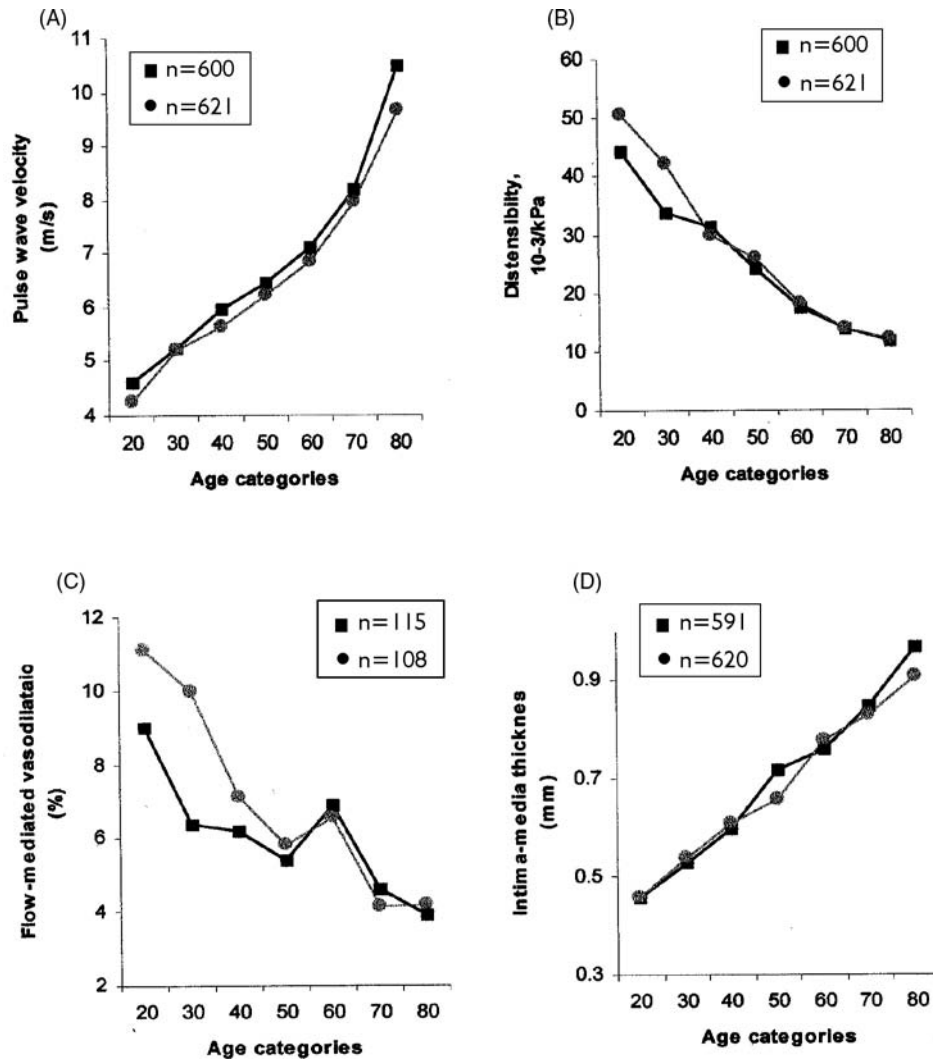 (A)
11
10
9
8
7
6
5
4
n=600
n=621
Pulse wave velocity
(m/s)
20 30 40 50 60 70 80
Age categories
(B)
60
50
40
30
20
10
0
n=600
n=621
Distensibilty,
10-3/kPa
20 30 40 50 60 70 80
Age categories
(C)
12
10
8
6
4
2
n=115
n=108
Flow-mediated vasodilataio
(%)
20 30 40 50 60 70 80
Age categories
(D)
0.9
0.7
0.5
0.3
n=591
n=620
Intima-media thicknes
(mm)
20 30 40 50 60 70 80
Age categories